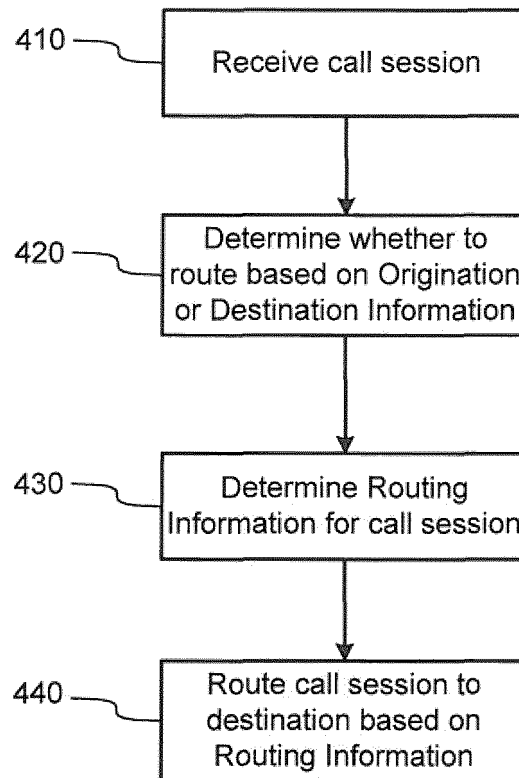 410
Receive call session
420
Determine whether to
route based on Origination
or Destination Information
430
Determine Routing
Information for call session
440
Route call session to
destination based on
Routing Information